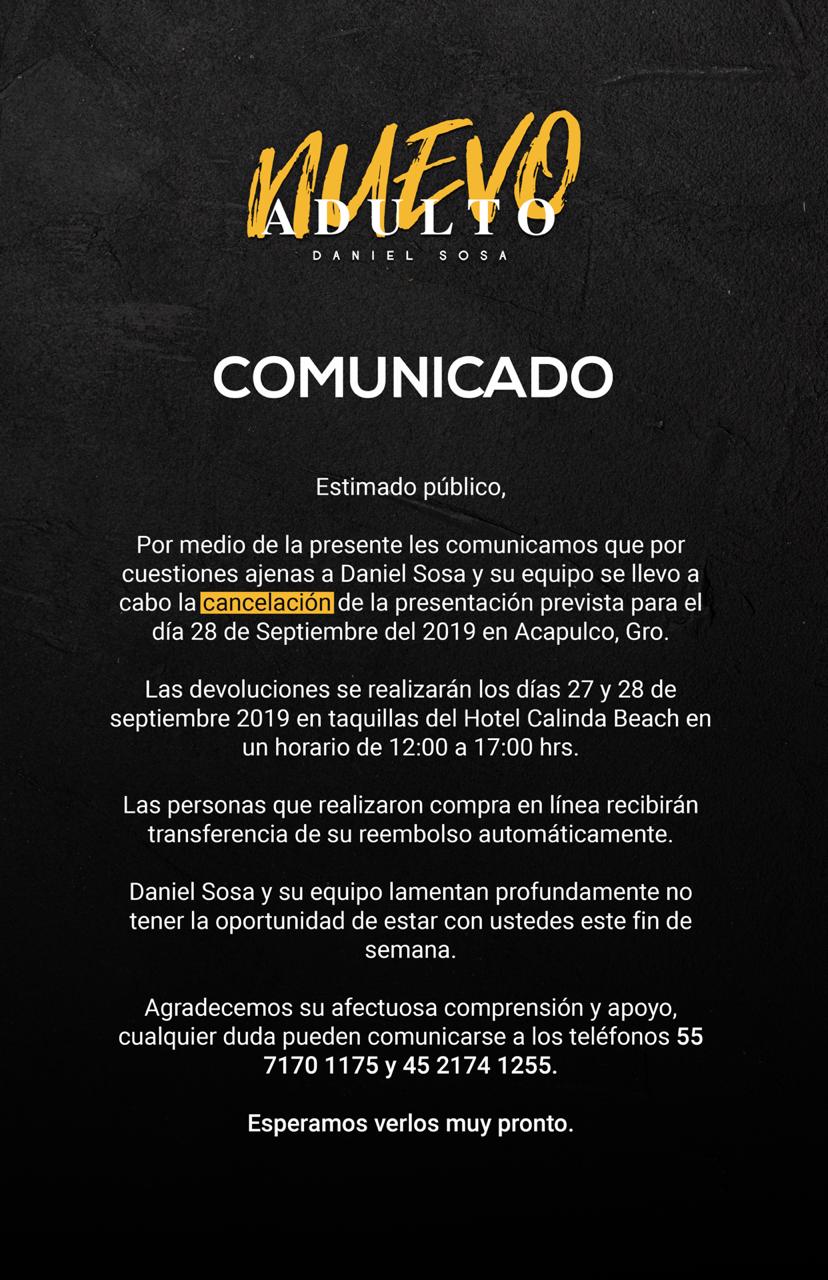 NUEVO
ADULTO
DANIEL SOSA
COMUNICADO
Estimado público,
Por medio de la presente les comunicamos que por
cuestiones ajenas a Daniel Sosa y su equipo se llevo a
cabo la cancelación de la presentación prevista para el
día 28 de Septiembre del 2019 en Acapulco, Gro.
Las devoluciones se realizarán los días 27 y 28 de
septiembre 2019 en taquillas del Hotel Calinda Beach en
un horario de 12:00 a 17:00 hrs.
Las personas que realizaron compra en línea recibirán
transferencia de su reembolso automáticamente.
Daniel Sosa y su equipo lamentan profundamente no
tener la oportunidad de estar con ustedes este fin de
semana.
Agradecemos su afectuosa comprensión y apoyo,
cualquier duda pueden comunicarse a los teléfonos 55
7170 1175 y 45 2174 1255.
Esperamos verlos muy pronto.